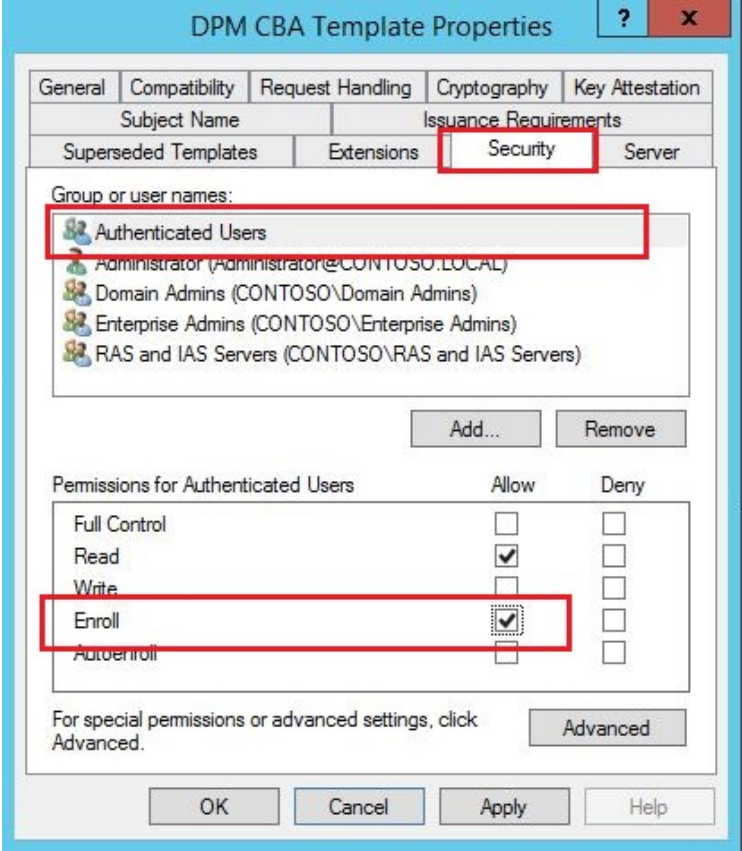 DPM CBA Template Properties
?
x
General Compatibility Request Handling Cryptography Key Attestation
Subject Name Issuance Requirements
Superseded Templates Extensions Security Server
Group or user names:
Authenticated Users
Administrator (Administrator@CONTOSO.LOCAL)
Domain Admins (CONTOSO\Domain Admins)
Enterprise Admins (CONTOSO\Enterprise Admins)
RAS and IAS Servers (CONTOSO\RAS and IAS Servers)
Add... Remove
Permissions for Authenticated Users Allow Deny
Full Control
Read
Write
Enroll
Autoenroll
For special permissions or advanced settings, click
Advanced.
Advanced
OK Cancel Apply Help